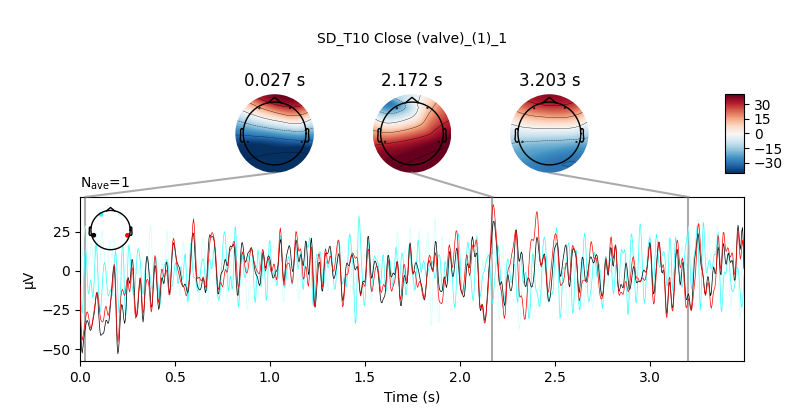 SD_T10 Close (valve)_(1)_1
0.027 s
2.172 s
3.203 s
30
15
0
−15
−30
Nave=1
25
0
−25
−50
µV
0.0
0.5
1.0
1.5
2.0
2.5
3.0
Time (s)